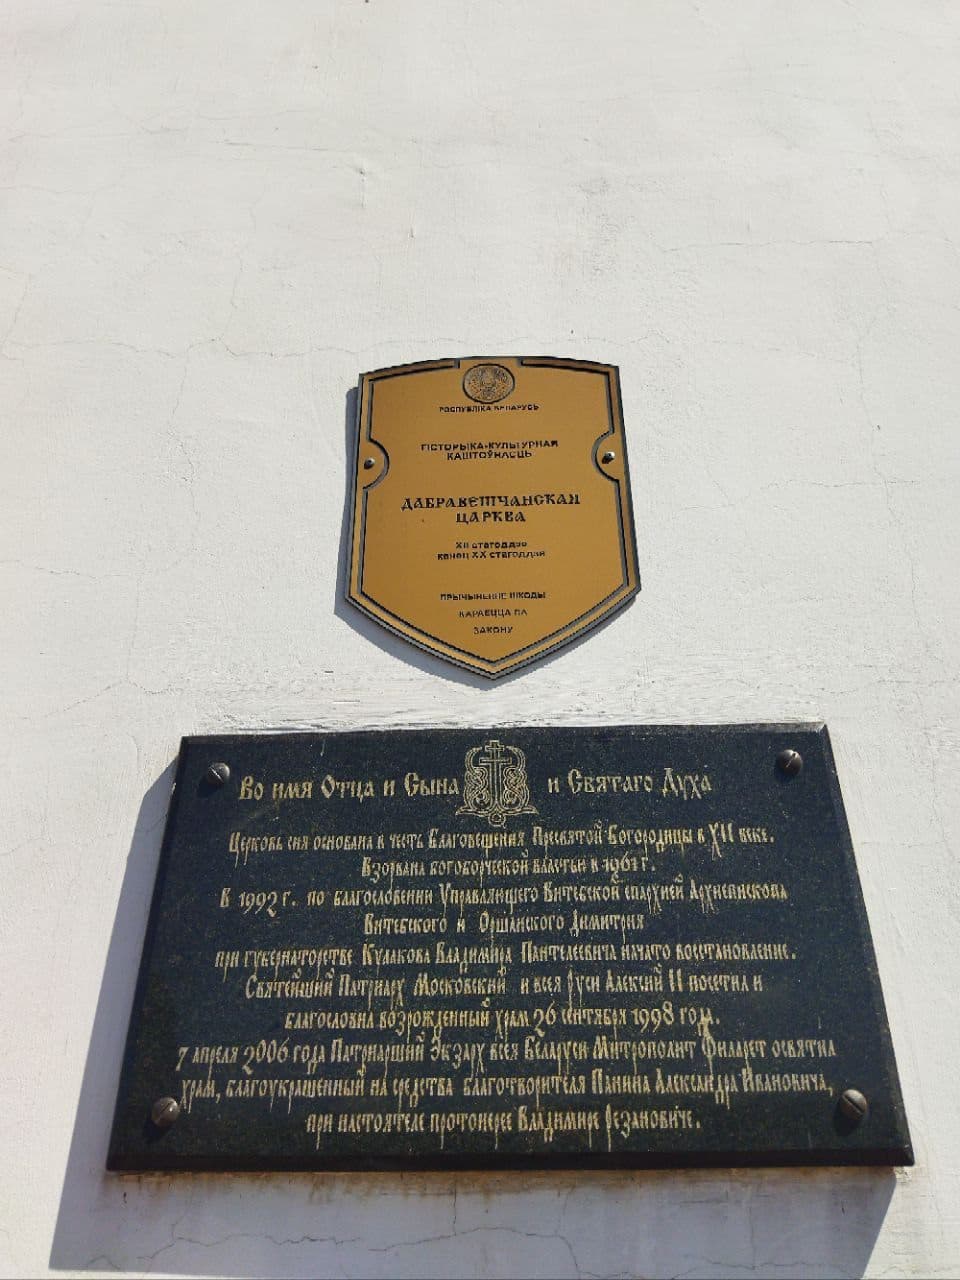 РЭСПУБЛІКА БЕЛАРУСЬ
ГІСТОРЫКА-КУЛЬТУРНАЯ
КАШТОЎНАСЦЬ
ДАБРАВЕШЧАНСКАЯ
ЦАРКВА
XII стагоддзе
канец XX стагоддзя
ПРЫЧЫНЕННЕ ШКОДЫ
КАРАЕЦЦА ПА
ЗАКОНУ
Во имя Отца и Сына и Святаго Духа
Церковь сия основана в честь Благовещения Пресвятой Богородицы в XII веке.
Взорвана богоборческой властью в 1961 г.
В 1992 г. по благословении Управляющего Витебской епархией Архиепископа
Витебского и Оршанского Димитрия
при губернаторстве Кулакова Владимира Пантелеевича начато восстановление.
Святейший Патриарх Московский и всея Руси Алексий II посетил и
благословил возрожденный храм 26 сентября 1998 года.
7 апреля 2006 года Патриарший Экзарх всея Беларуси Митрополит Филарет освятил
храм, благоукрашенный на средства благотворителя Панина Александра Ивановича,
при настоятеле протоиерее Владимире Резановиче.